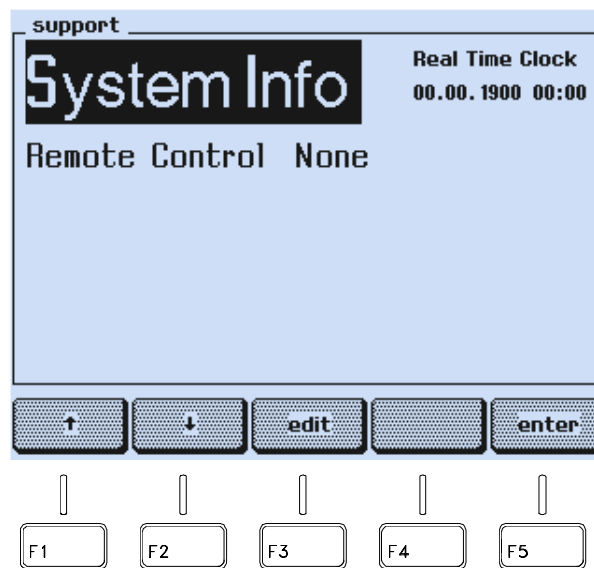 support
System Info
Real Time Clock
00.00.1900 00:00
Remote Control None
↑ ↓ edit enter
F1 F2 F3 F4 F5